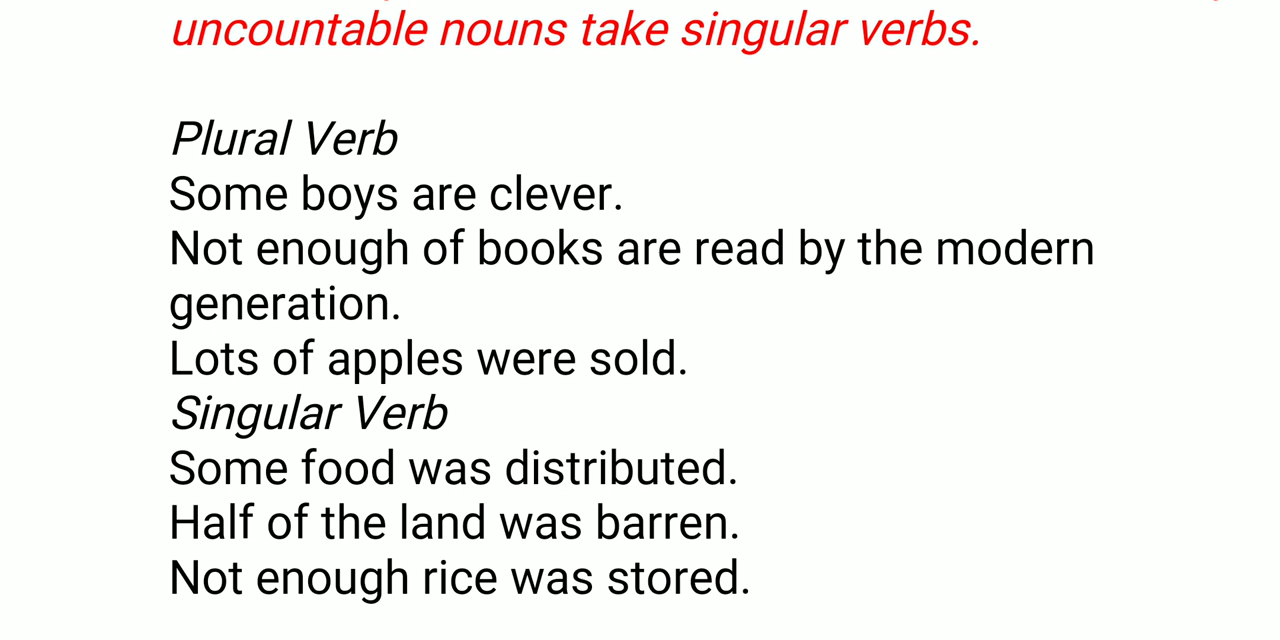 uncountable nouns take singular verbs.
Plural Verb
Some boys are clever.
Not enough of books are read by the modern
generation.
Lots of apples were sold.
Singular Verb
Some food was distributed.
Half of the land was barren.
Not enough rice was stored.